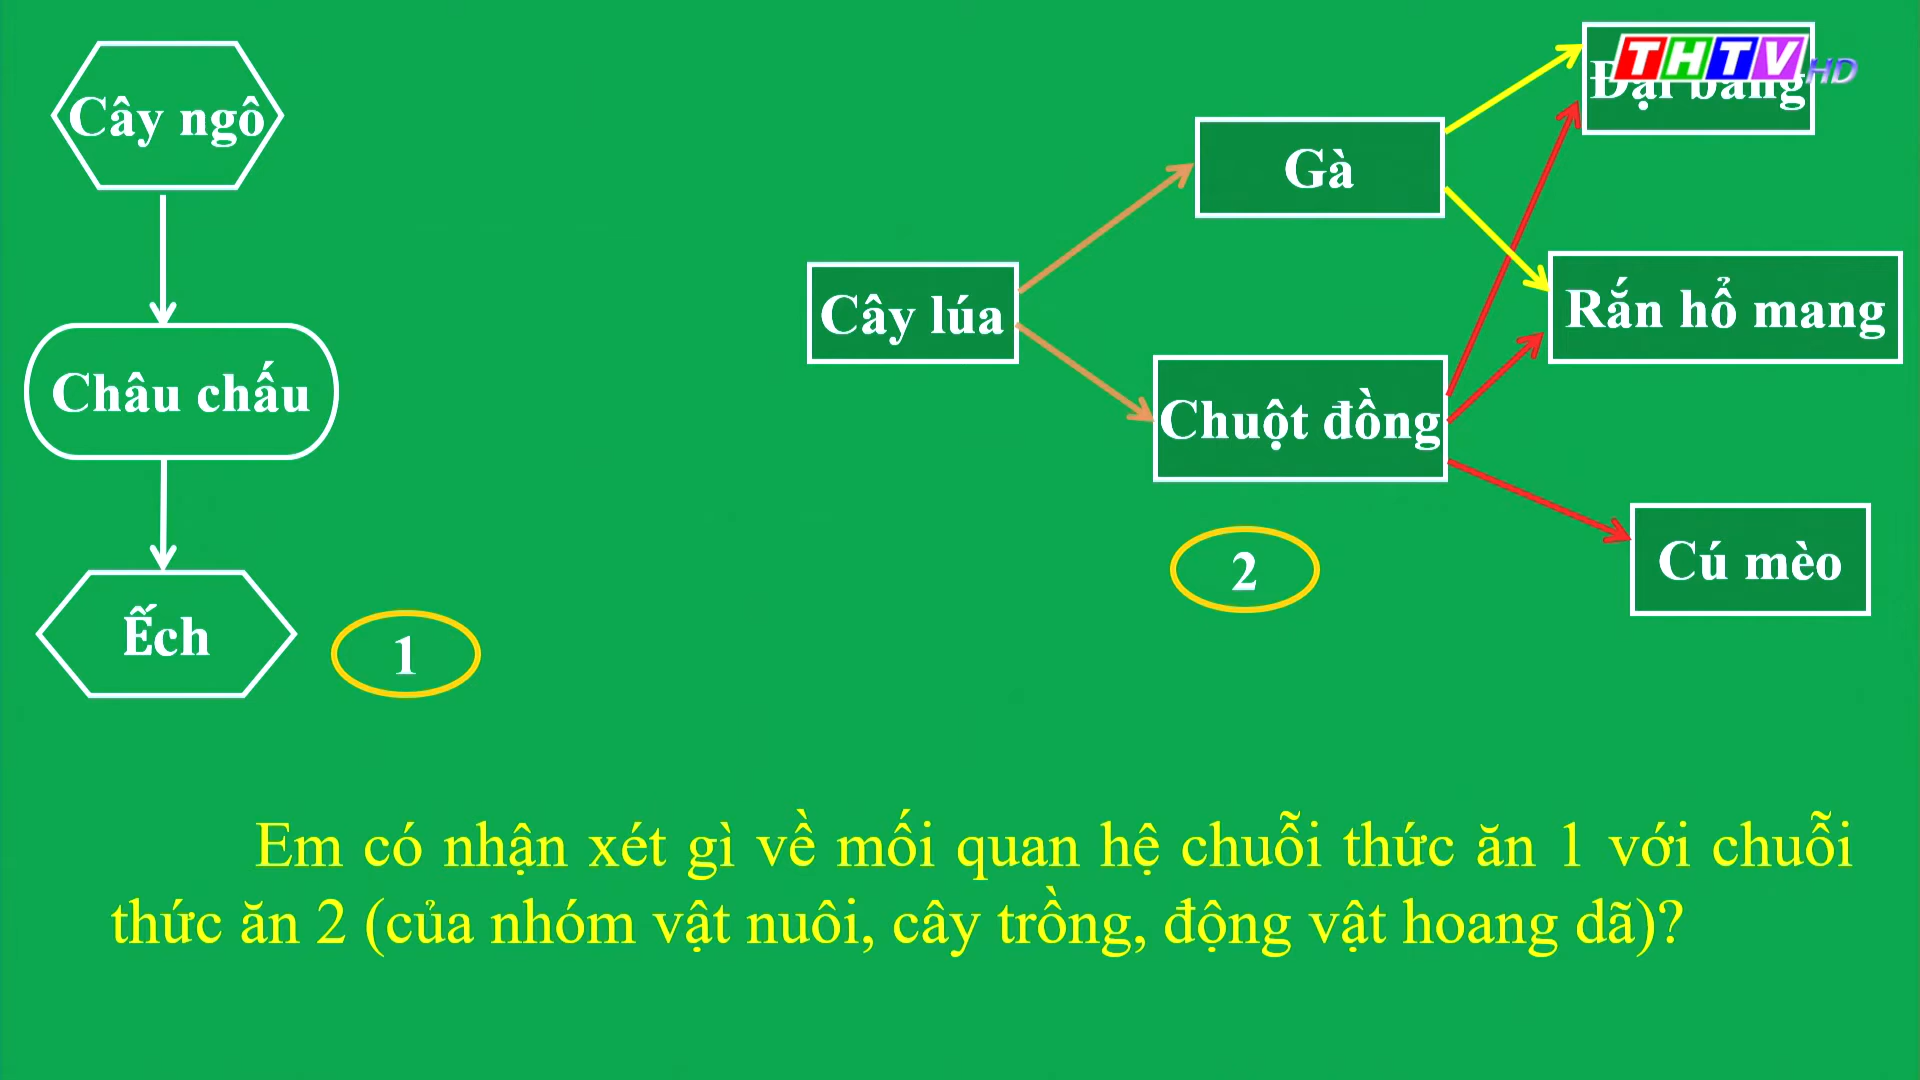 Cây ngô
Châu chấu
Ếch
1
Cây lúa
Gà
Chuột đồng
Đại bàng
Rắn hổ mang
Cú mèo
2
THTV HD
Em có nhận xét gì về mối quan hệ chuỗi thức ăn 1 với chuỗi
thức ăn 2 (của nhóm vật nuôi, cây trồng, động vật hoang dã)?